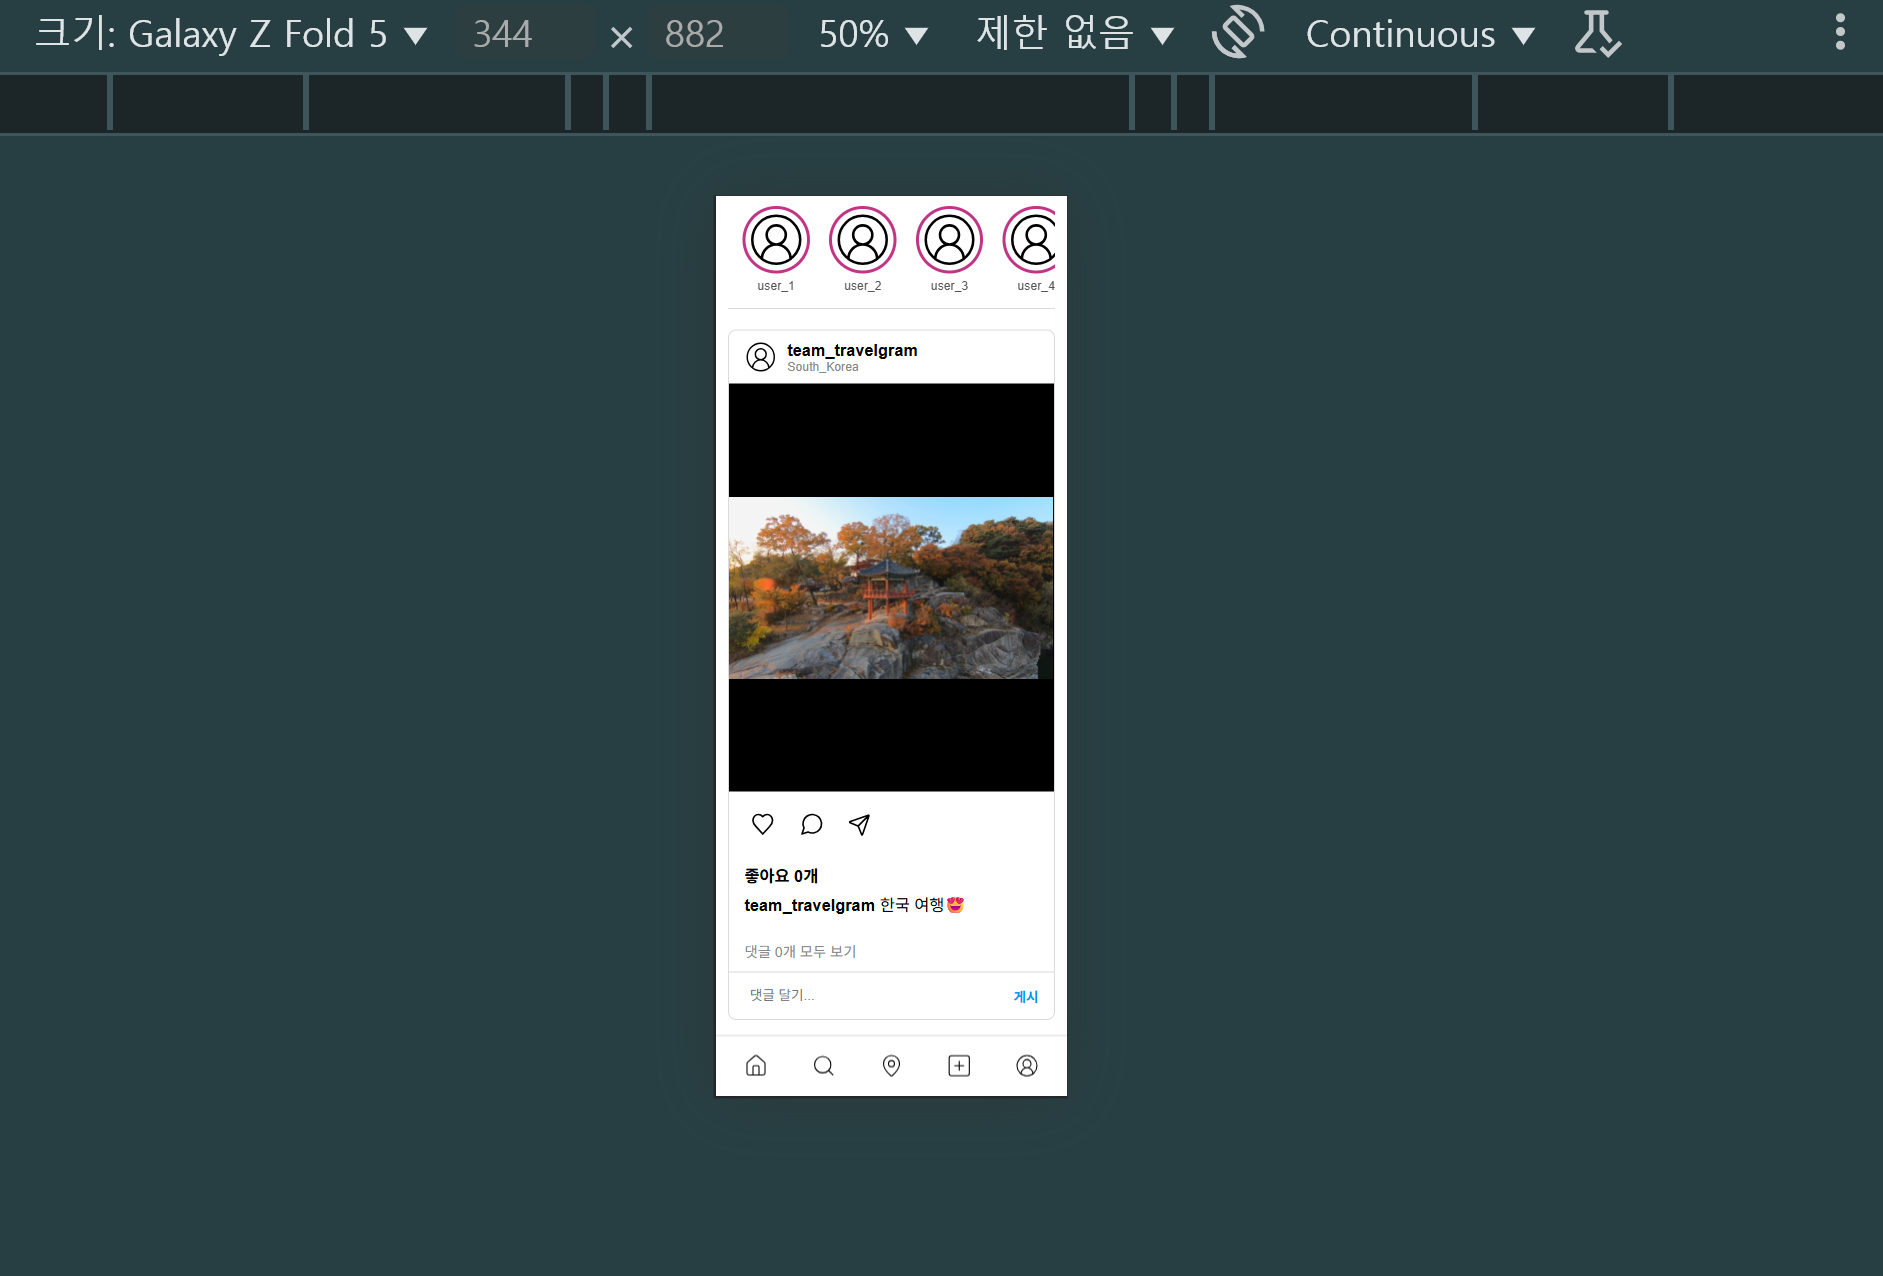 크기: Galaxy Z Fold 5 ▼ 344 × 882 50% ▼ 제한 없음 ▼ Continuous ▼
user_1 user_2 user_3 user_4
team_travelgram
South_Korea
좋아요 0개
team_travelgram 한국 여행😍
댓글 0개 모두 보기
댓글 달기... 게시